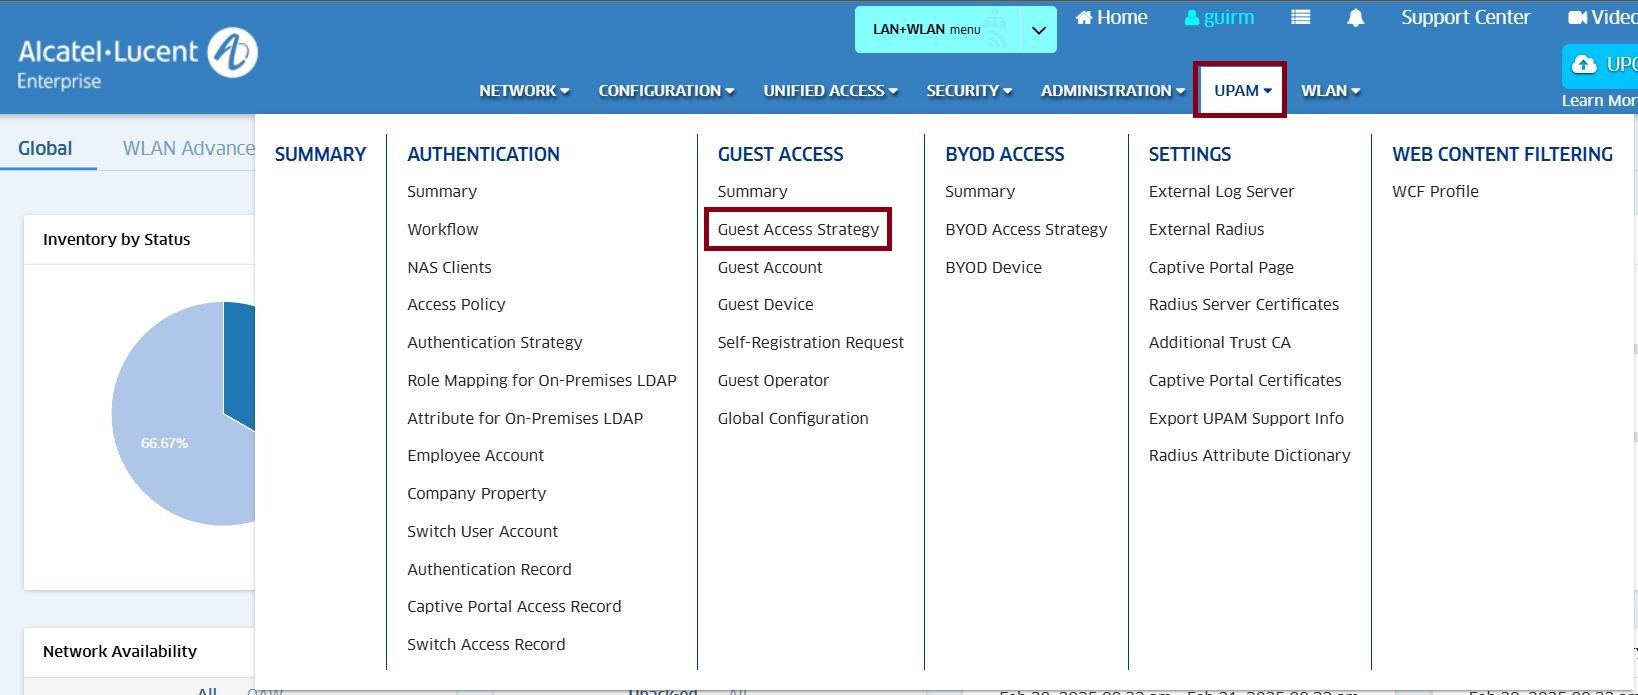 LAN+WLAN menu
Home
guirm
Support Center
Video
Alcatel·Lucent
Enterprise
UPG
Learn Mor
NETWORK
CONFIGURATION
UNIFIED ACCESS
SECURITY
ADMINISTRATION
UPAM
WLAN
Global
WLAN Advance
SUMMARY
AUTHENTICATION
Summary
Workflow
NAS Clients
Access Policy
Authentication Strategy
Role Mapping for On-Premises LDAP
Attribute for On-Premises LDAP
Employee Account
Company Property
Switch User Account
Authentication Record
Captive Portal Access Record
Switch Access Record
GUEST ACCESS
Summary
Guest Access Strategy
Guest Account
Guest Device
Self-Registration Request
Guest Operator
Global Configuration
BYOD ACCESS
Summary
BYOD Access Strategy
BYOD Device
SETTINGS
External Log Server
External Radius
Captive Portal Page
Radius Server Certificates
Additional Trust CA
Captive Portal Certificates
Export UPAM Support Info
Radius Attribute Dictionary
WEB CONTENT FILTERING
WCF Profile
Inventory by Status
66.67%
Network Availability
All